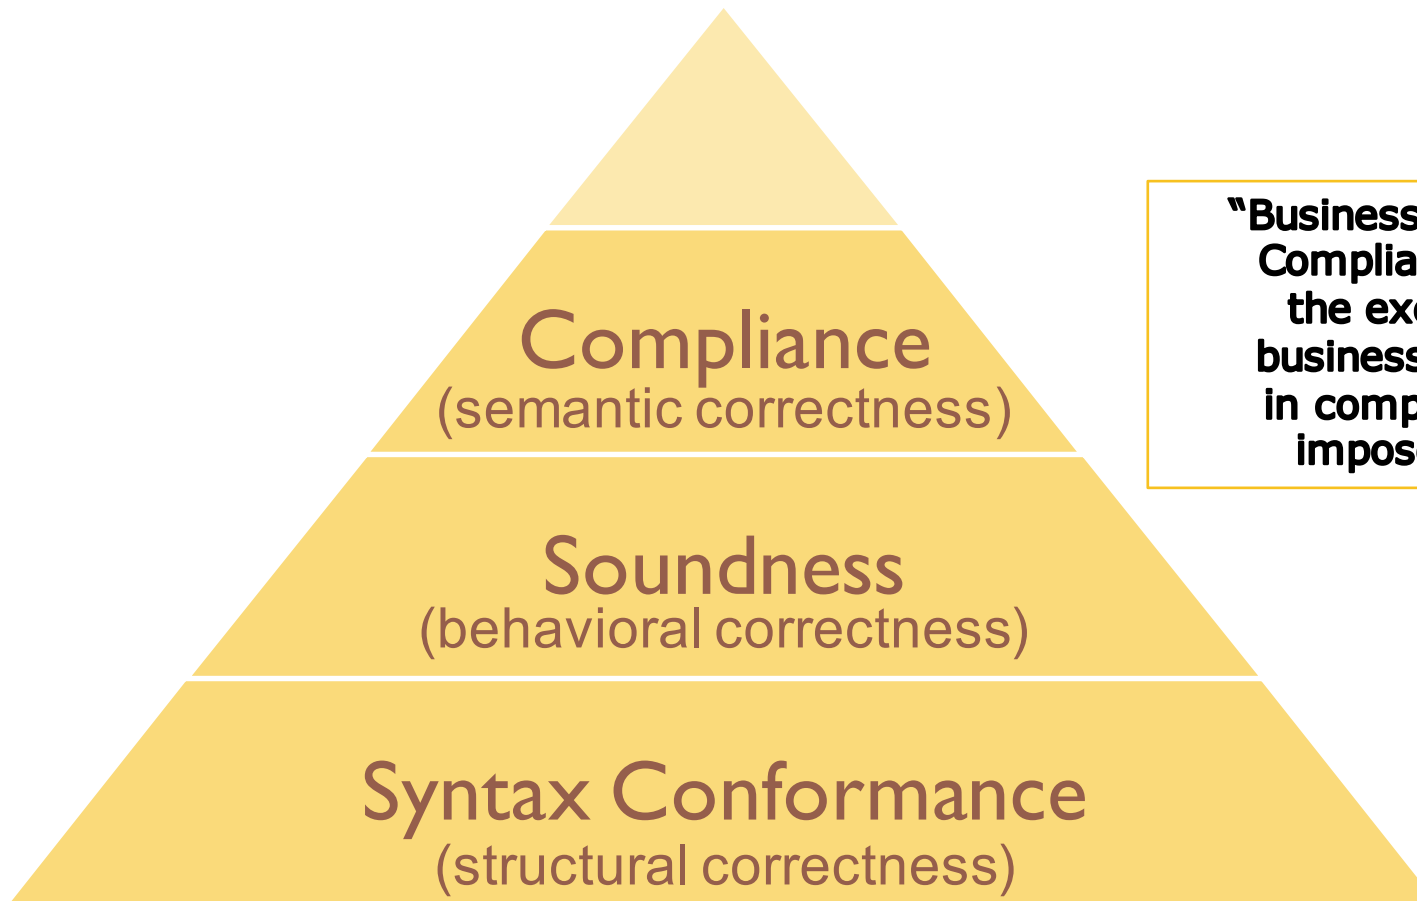 Compliance
(semantic correctness)
Soundness
(behavioral correctness)
Syntax Conformance
(structural correctness)
“Business
Complia
the exe
business
in comp
impos